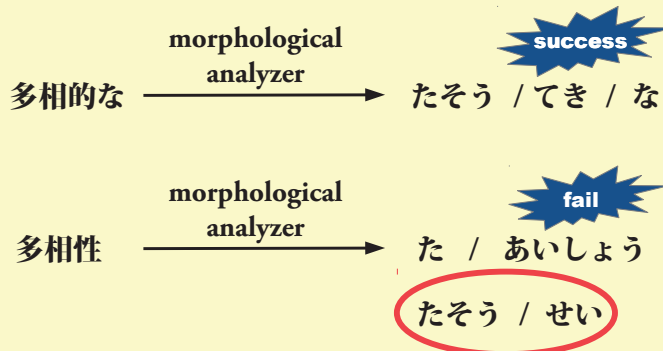 morphological
analyzer
success
多相的な
たそう / てき / な
morphological
analyzer
fail
多相性
た / あいしょう
たそう / せい